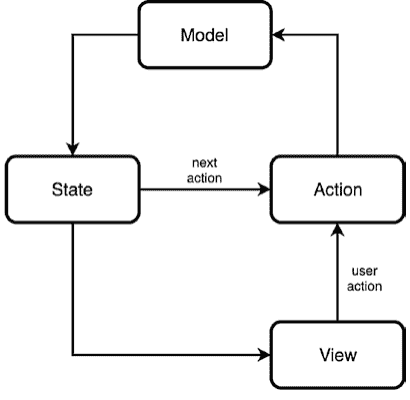 Model
State
next
action
Action
user
action
View